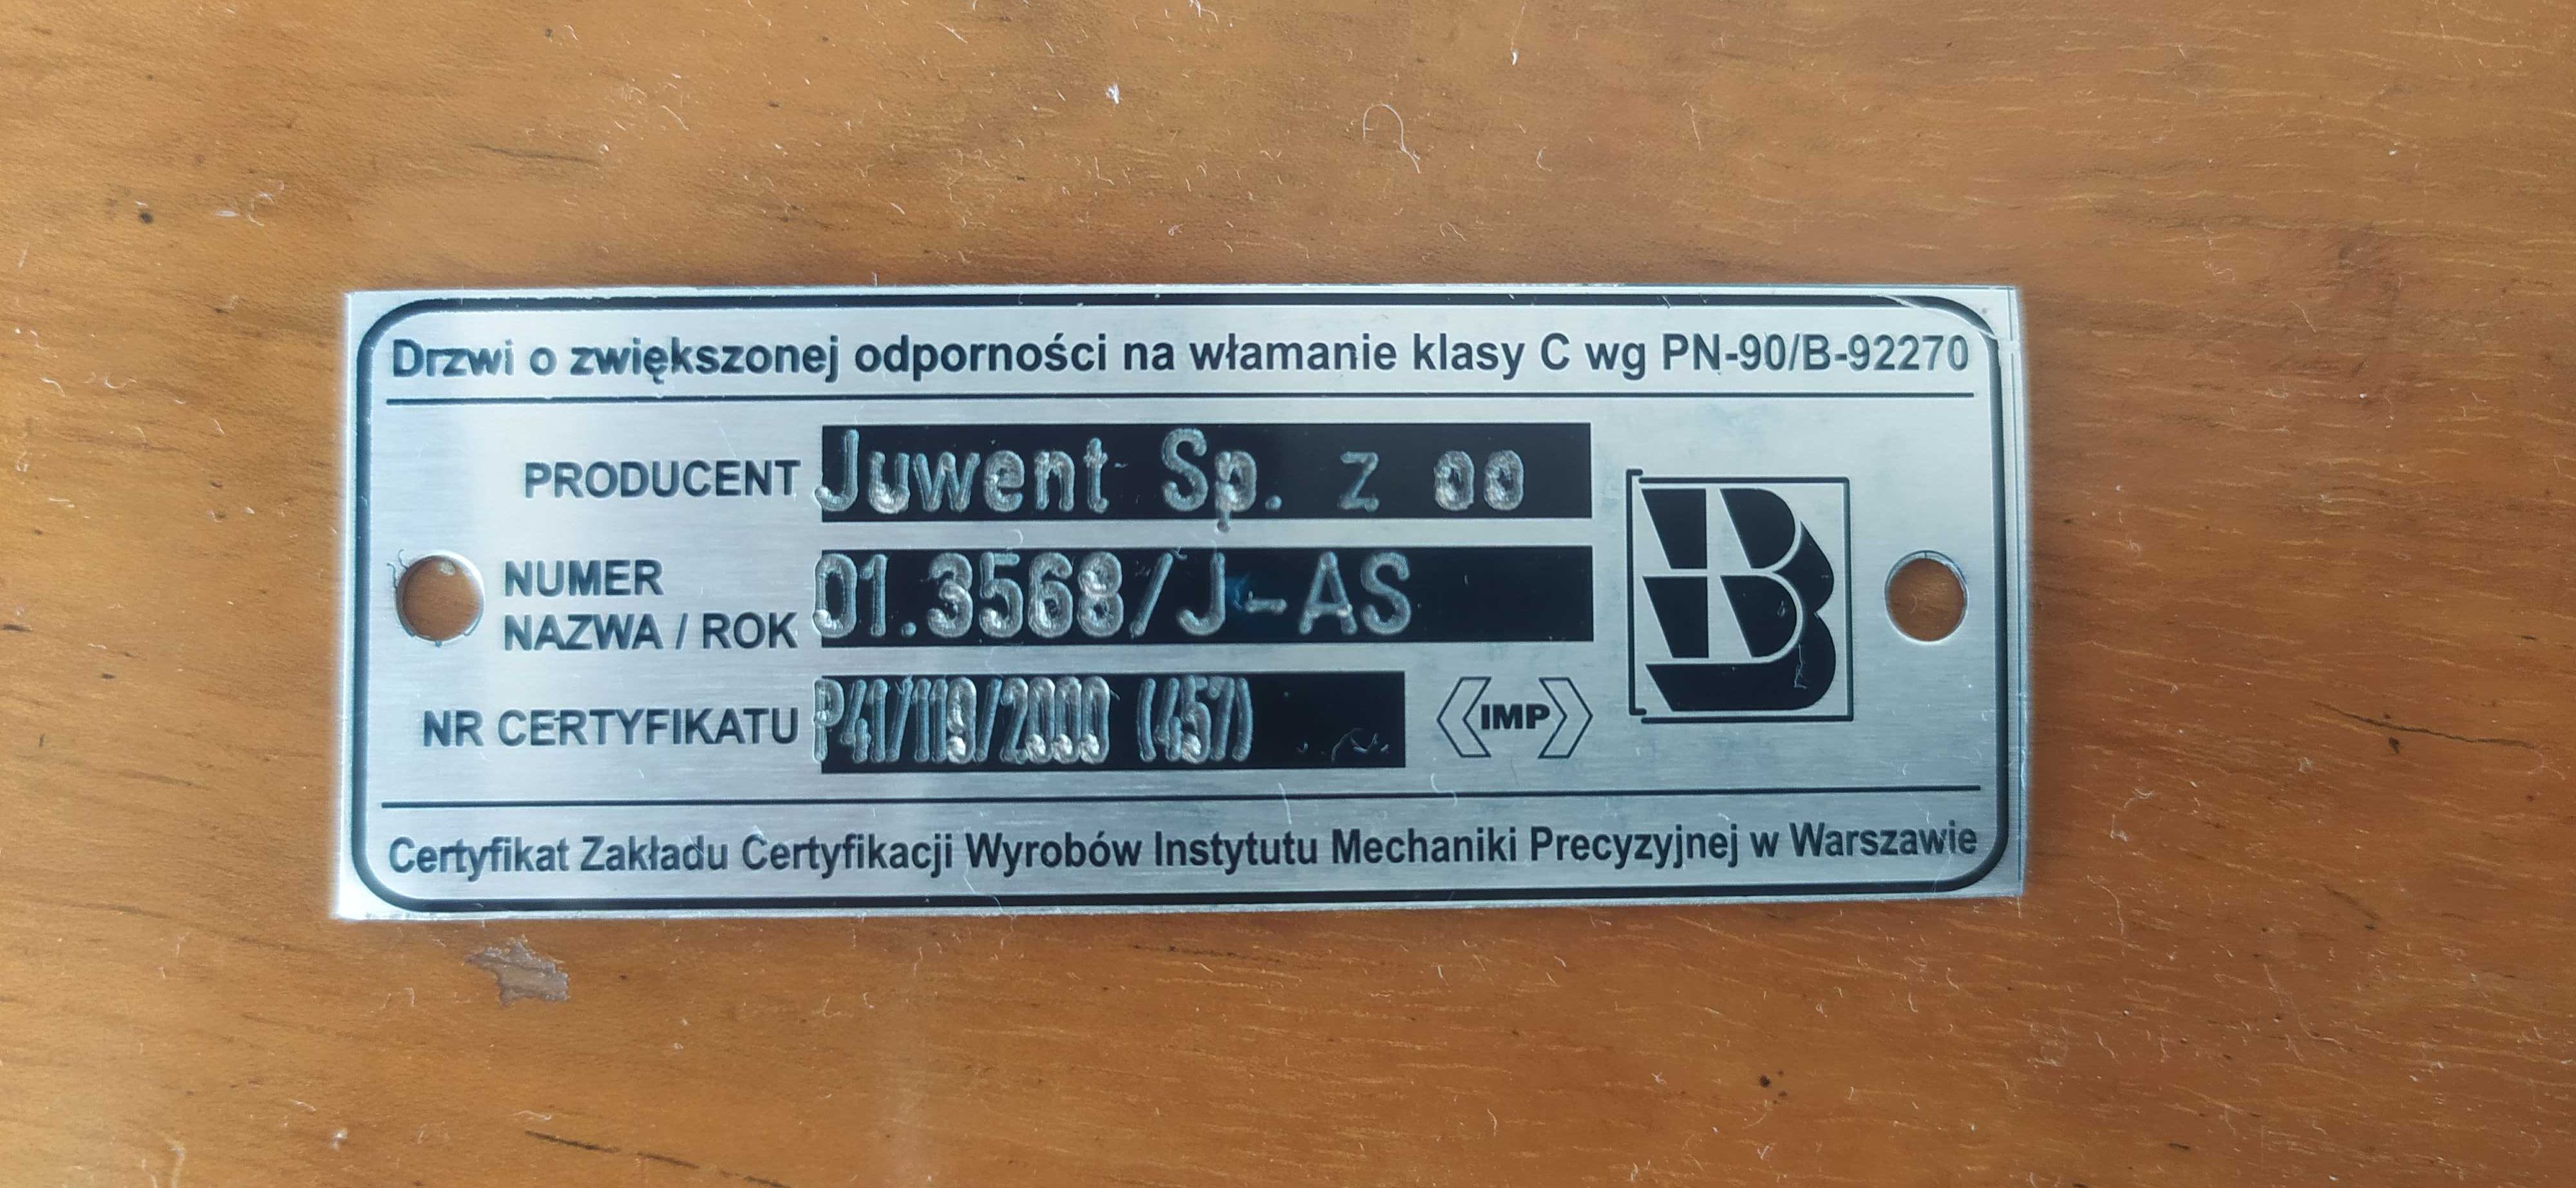 Drzwi o zwiększonej odporności na włamanie klasy C wg PN-90/B-92270
PRODUCENT Juwent Sp. z oo
NUMER
NAZWA / ROK 01.3568/J-AS
NR CERTYFIKATU P41/119/2000 (457) IMP
B
Certyfikat Zakładu Certyfikacji Wyrobów Instytutu Mechaniki Precyzyjnej w Warszawie